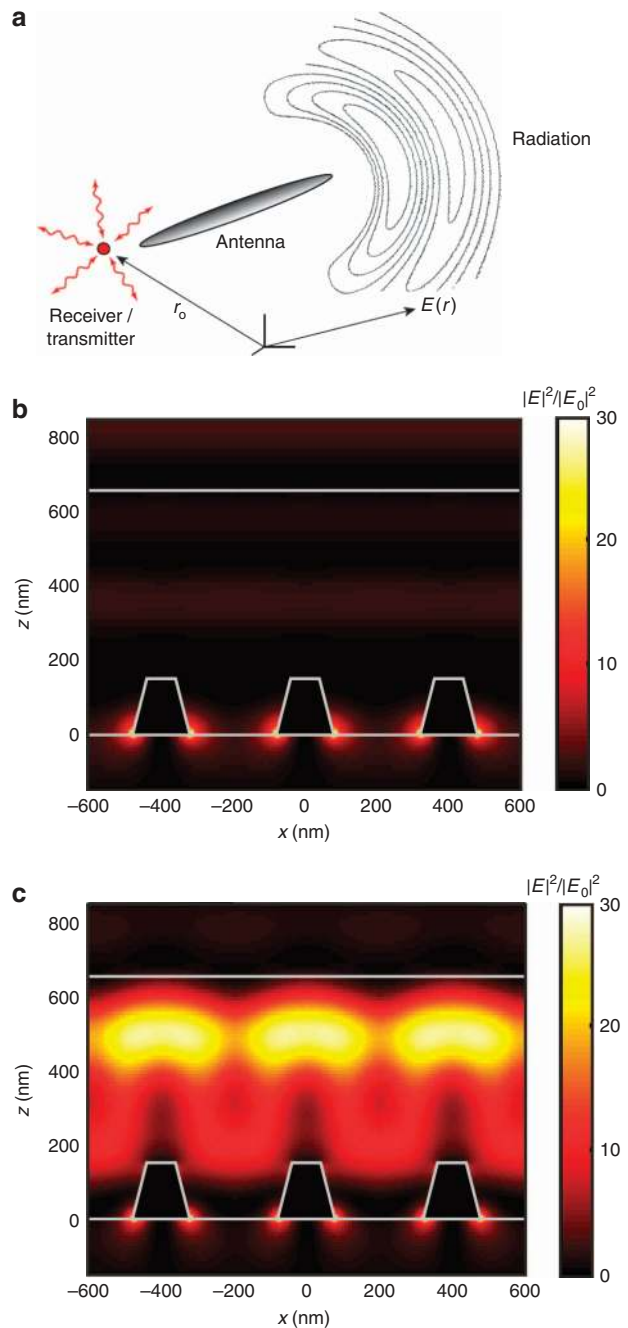 a
Radiation
Antenna
Receiver /
transmitter
r₀
E(r)
b
|E|²/|E₀|²
800
600
400
200
0
z (nm)
−600
−400
−200
0
200
400
600
x (nm)
30
20
10
0
c
|E|²/|E₀|²
800
600
400
200
0
z (nm)
−600
−400
−200
0
200
400
600
x (nm)
30
20
10
0